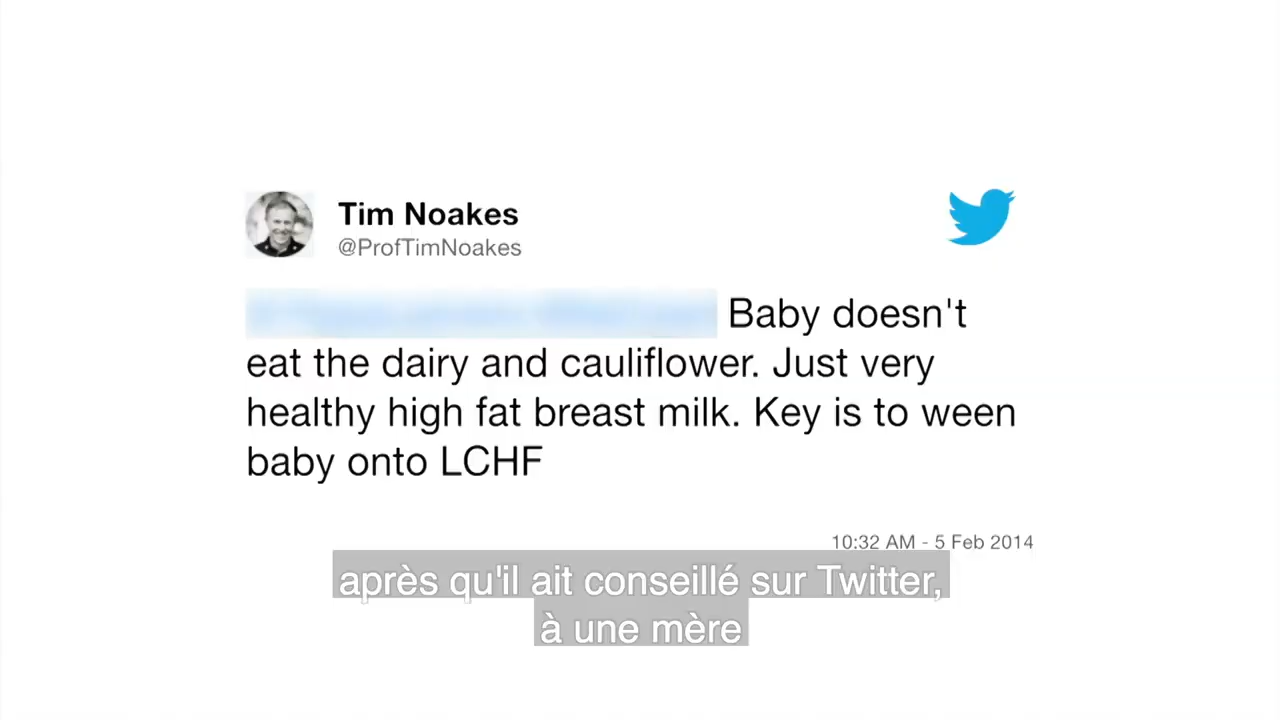 Tim Noakes
@ProfTimNoakes
Baby doesn't
eat the dairy and cauliflower. Just very
healthy high fat breast milk. Key is to ween
baby onto LCHF
10:32 AM - 5 Feb 2014
après qu'il ait conseillé sur Twitter,
à une mère